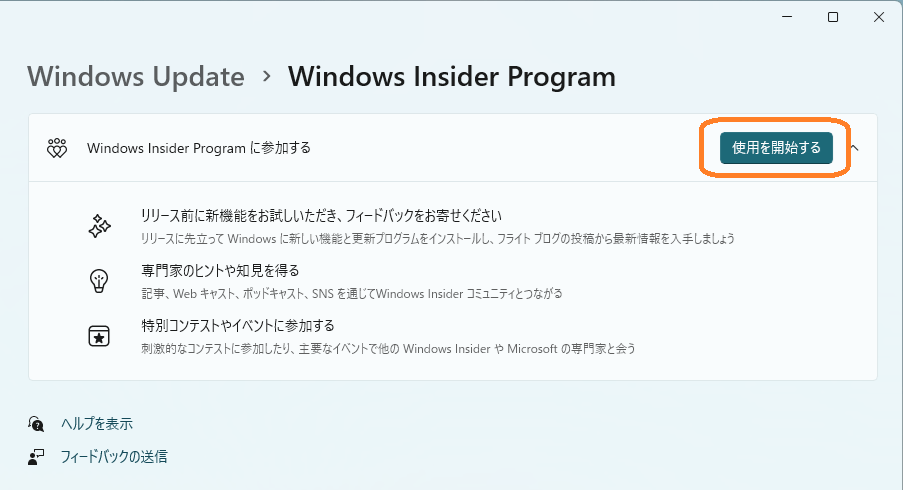 Windows Update › Windows Insider Program
Windows Insider Program に参加する
使用を開始する
リリース前に新機能をお試しいただき、フィードバックをお寄せください
リリースに先立って Windows に新しい機能と更新プログラムをインストールし、フライト ブログの投稿から最新情報を入手しましょう
専門家のヒントや知見を得る
記事、Web キャスト、ポッドキャスト、SNS を通じてWindows Insider コミュニティとつながる
特別コンテストやイベントに参加する
刺激的なコンテストに参加したり、主要なイベントで他の Windows Insider や Microsoft の専門家と会う
ヘルプを表示
フィードバックの送信